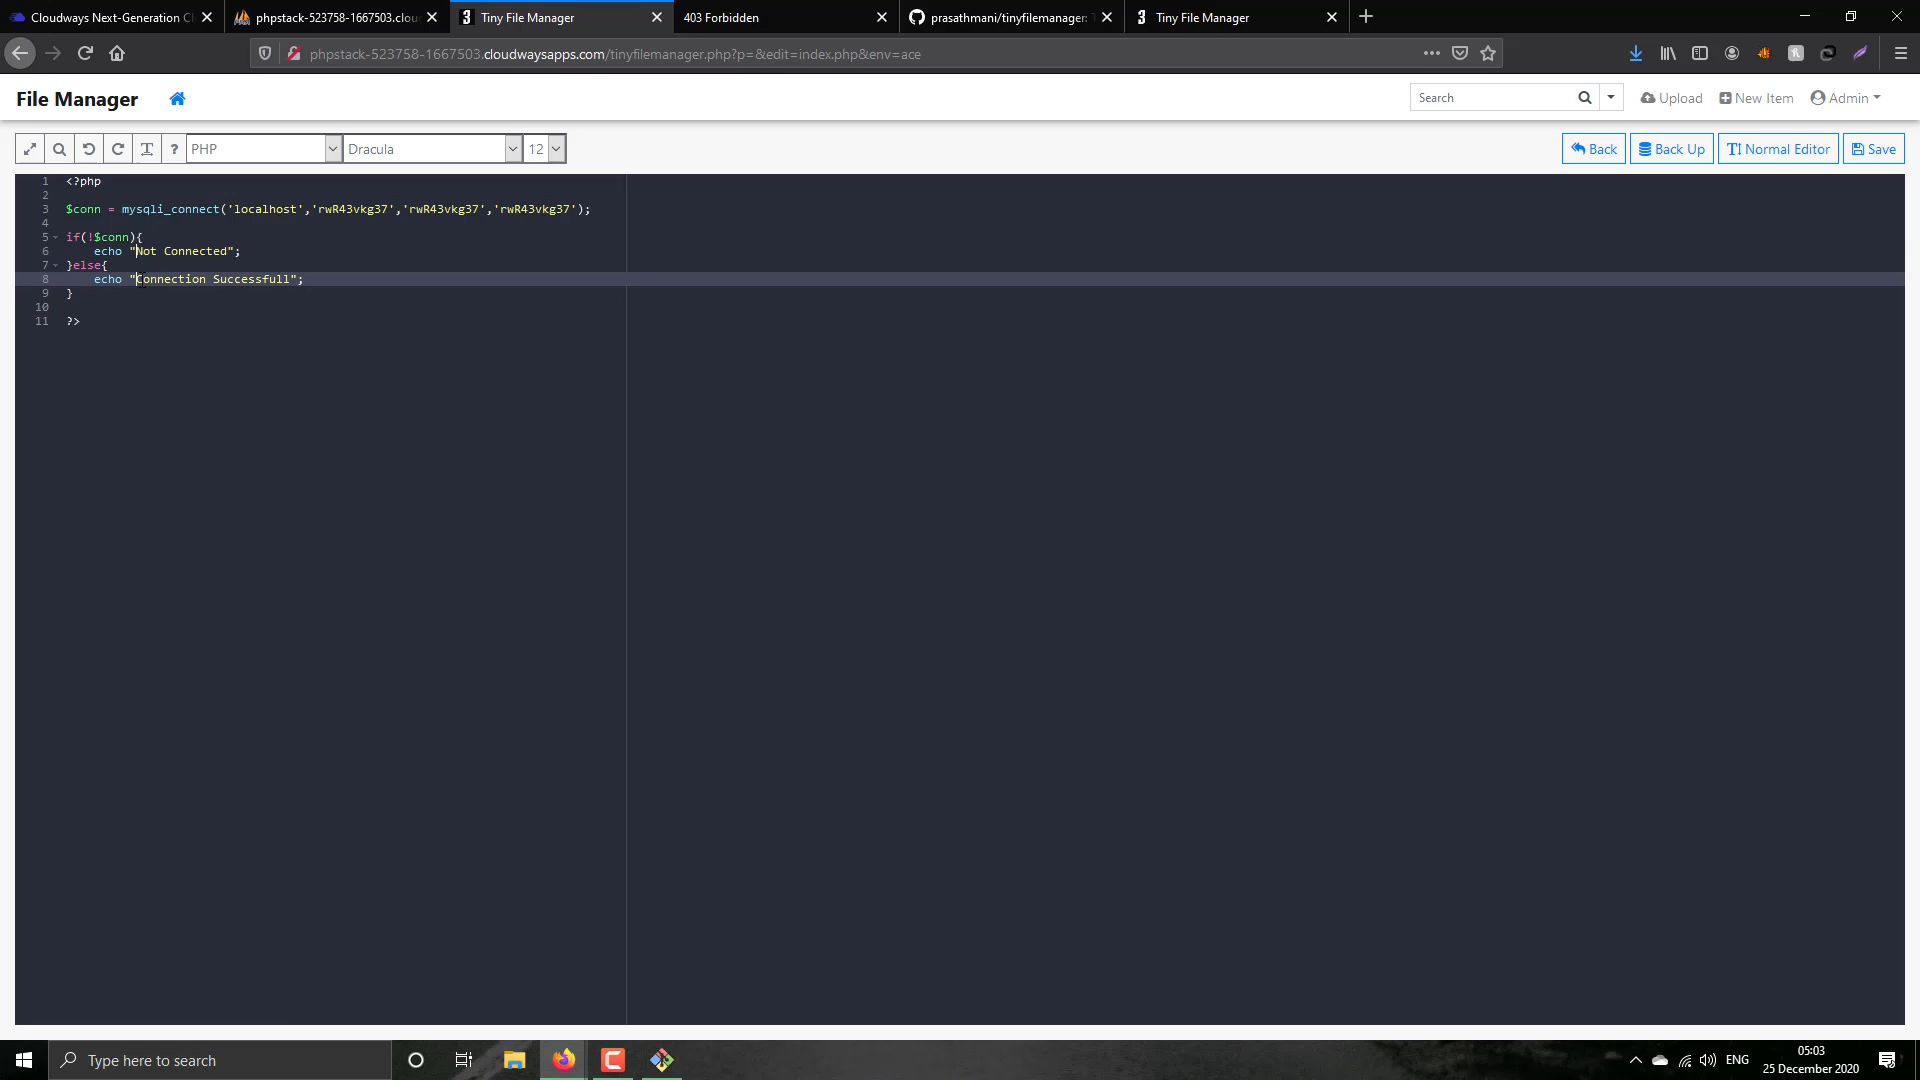 Cloudways Next-Generation Cl
phpstack-523758-1667503.clou
Tiny File Manager
403 Forbidden
prasathmani/tinyfilemanager: T
Tiny File Manager
phpstack-523758-1667503.cloudwaysapps.com/tinyfilemanager.php?p=&edit=index.php&env=ace
File Manager
Search
Upload
New Item
Admin
PHP
Dracula
12
Back
Back Up
Normal Editor
Save
1 <?php
2
3 $conn = mysqli_connect('localhost','rwR43vkg37','rwR43vkg37','rwR43vkg37');
4
5 if(!$conn){
6 echo "Not Connected";
7 }else{
8 echo "Connection Successfull";
9 }
10
11 ?>
Type here to search
ENG
05:03
25 December 2020